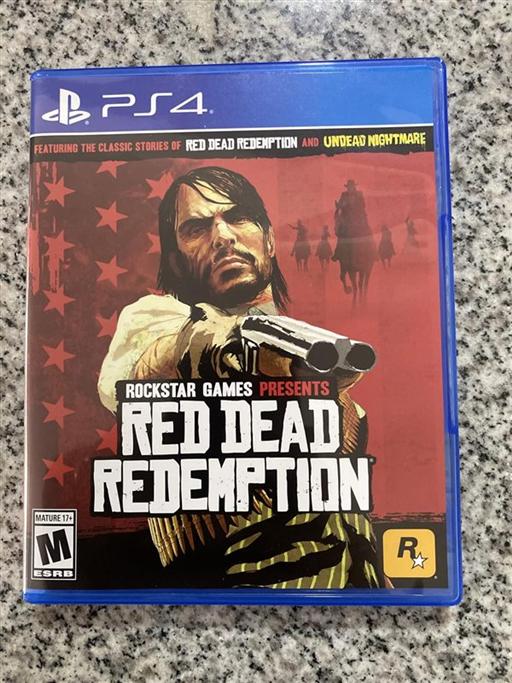 PS4
FEATURING THE CLASSIC STORIES OF RED DEAD REDEMPTION AND UNDEAD NIGHTMARE
ROCKSTAR GAMES PRESENTS
RED DEAD
REDEMPTION
MATURE 17+
M
ESRB
R